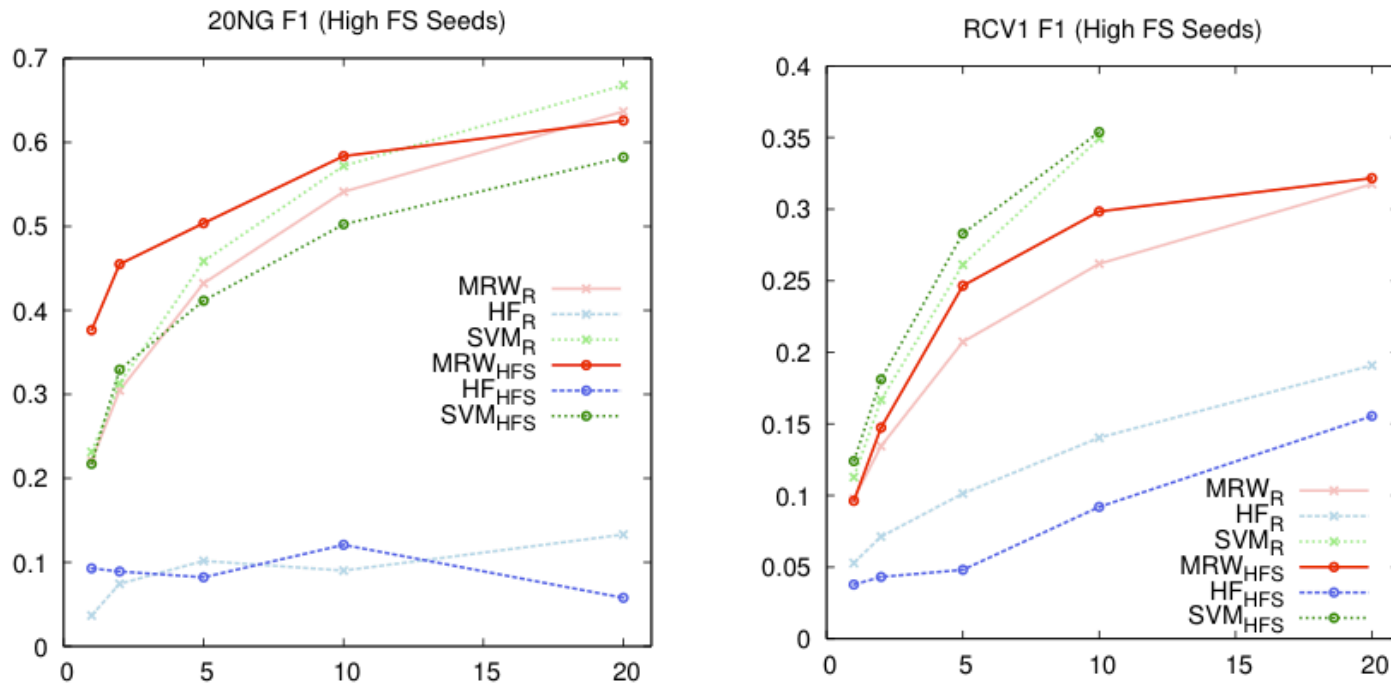 20NG F1 (High FS Seeds)
0.7
0.6
0.5
0.4
0.3
0.2
0.1
0
0 5 10 15 20
MRW_R
HF_R
SVM_R
MRW_HFS
HF_HFS
SVM_HFS
RCV1 F1 (High FS Seeds)
0.4
0.35
0.3
0.25
0.2
0.15
0.1
0.05
0
0 5 10 15 20
MRW_R
HF_R
SVM_R
MRW_HFS
HF_HFS
SVM_HFS